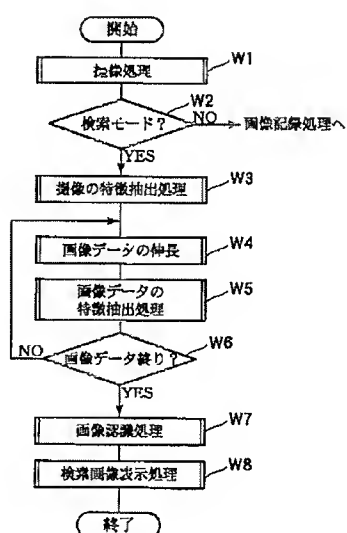 開始
撮像処理
W1
W2
検索モード?
NO
画像記録処理へ
YES
撮像の特徴抽出処理
W3
画像データの伸長
W4
画像データの
特徴抽出処理
W5
W6
NO
画像データ終り?
YES
画像認識処理
W7
検索画像表示処理
W8
終了